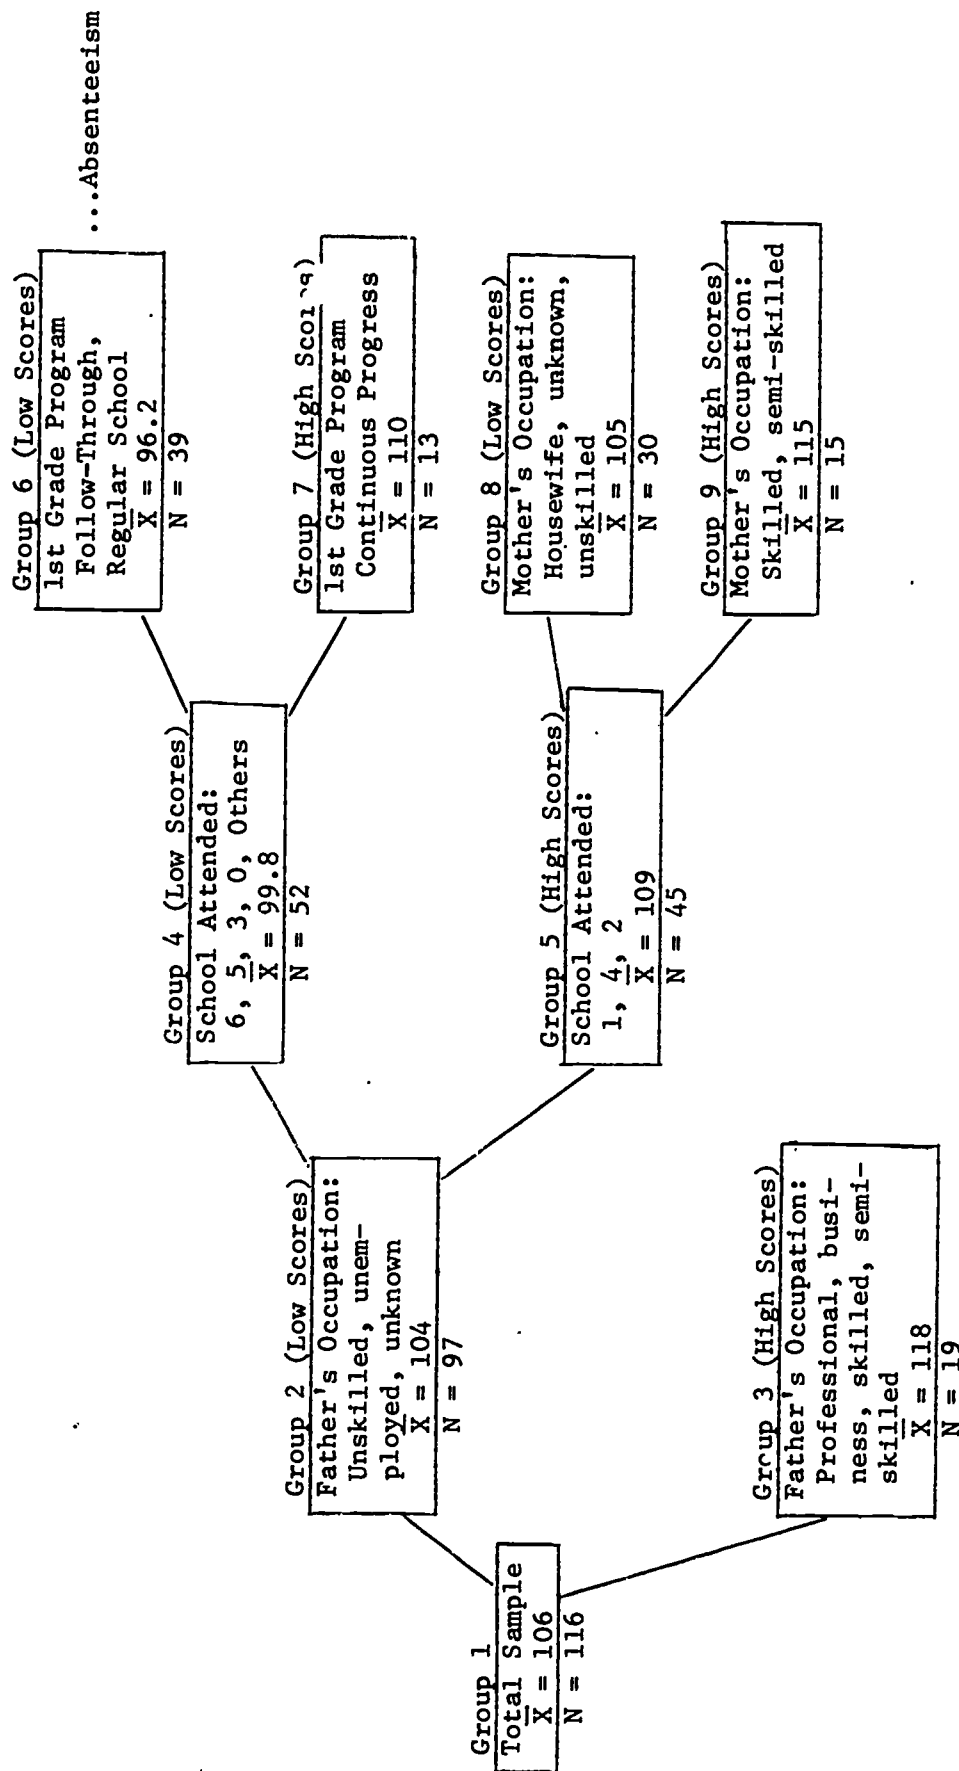 Group 1
Total Sample
X̄ = 106
N = 116
Group 2 (Low Scores)
Father's Occupation:
Unskilled, unem-
ployed, unknown
X̄ = 104
N = 97
Group 3 (High Scores)
Father's Occupation:
Professional, busi-
ness, skilled, semi-
skilled
X̄ = 118
N = 19
Group 4 (Low Scores)
School Attended:
6, 5, 3, 0, Others
X̄ = 99.8
N = 52
Group 5 (High Scores)
School Attended:
1, 4, 2
X̄ = 109
N = 45
Group 6 (Low Scores)
1st Grade Program
Follow-Through,
Regular School
X̄ = 96.2
N = 39
...Absenteeism
Group 7 (High Scores)
1st Grade Program
Continuous Progress
X̄ = 110
N = 13
Group 8 (Low Scores)
Mother's Occupation:
Housewife, unknown,
unskilled
X̄ = 105
N = 30
Group 9 (High Scores)
Mother's Occupation:
Skilled, semi-skilled
X̄ = 115
N = 15